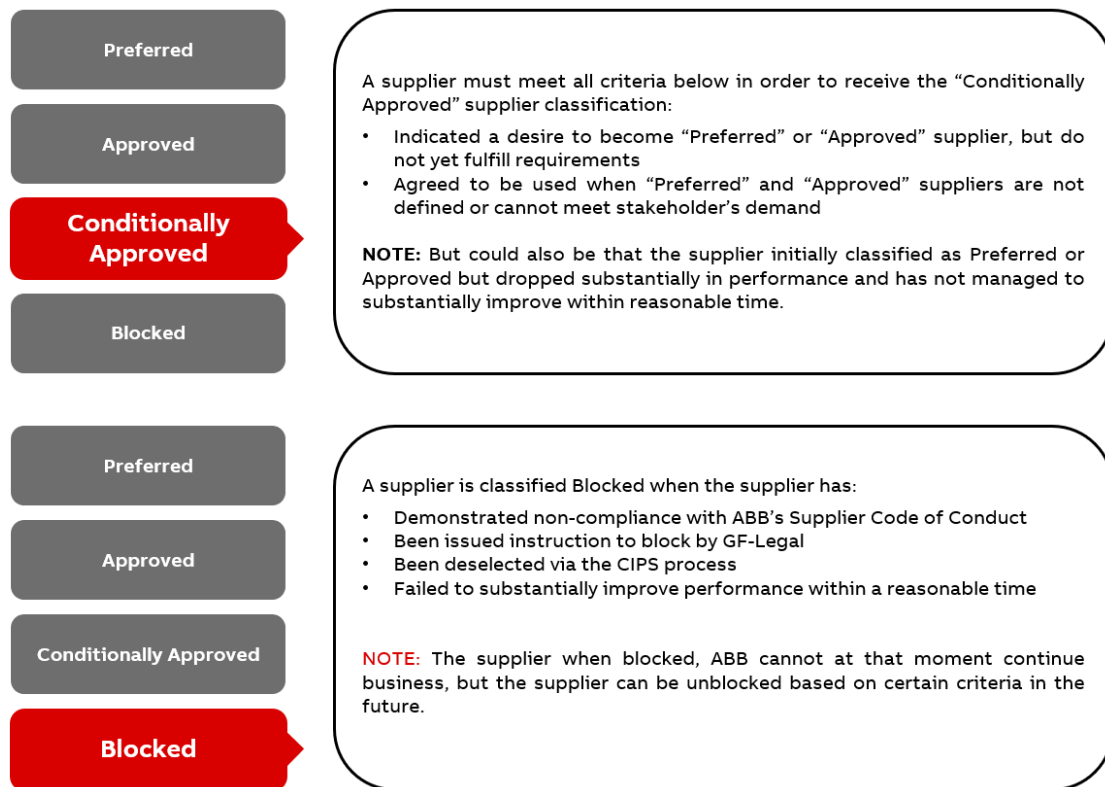 Preferred
Approved
Conditionally
Approved
Blocked
A supplier must meet all criteria below in order to receive the “Conditionally
Approved” supplier classification:
• Indicated a desire to become “Preferred” or “Approved” supplier, but do
not yet fulfill requirements
• Agreed to be used when “Preferred” and “Approved” suppliers are not
defined or cannot meet stakeholder’s demand
NOTE: But could also be that the supplier initially classified as Preferred or
Approved but dropped substantially in performance and has not managed to
substantially improve within reasonable time.
Preferred
Approved
Conditionally Approved
Blocked
A supplier is classified Blocked when the supplier has:
• Demonstrated non-compliance with ABB’s Supplier Code of Conduct
• Been issued instruction to block by GF-Legal
• Been deselected via the CIPS process
• Failed to substantially improve performance within a reasonable time
NOTE: The supplier when blocked, ABB cannot at that moment continue
business, but the supplier can be unblocked based on certain criteria in the
future.